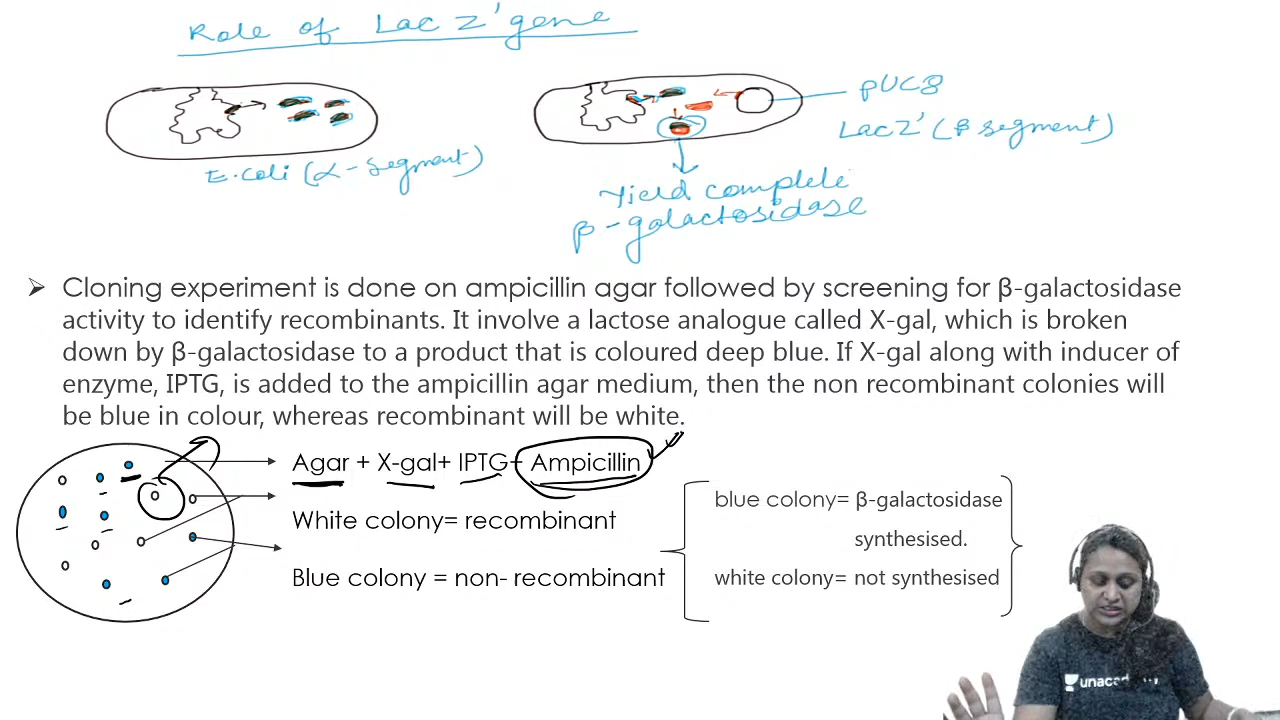 Role of Lac Z' gene
pUC8
Lac Z' (β segment)
E.coli (α- segment)
Yield complete
β-galactosidase
➢ Cloning experiment is done on ampicillin agar followed by screening for β-galactosidase
activity to identify recombinants. It involve a lactose analogue called X-gal, which is broken
down by β-galactosidase to a product that is coloured deep blue. If X-gal along with inducer of
enzyme, IPTG, is added to the ampicillin agar medium, then the non recombinant colonies will
be blue in colour, whereas recombinant will be white.
Agar + X-gal+ IPTG+ Ampicillin
White colony= recombinant
Blue colony = non- recombinant
blue colony= β-galactosidase
synthesised.
white colony= not synthesised